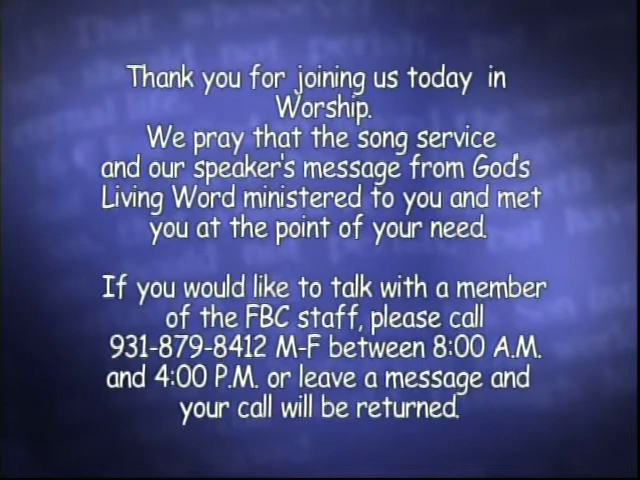 Thank you for joining us today in
Worship.
We pray that the song service
and our speaker's message from God's
Living Word ministered to you and met
you at the point of your need.
If you would like to talk with a member
of the FBC staff, please call
931-879-8412 M-F between 8:00 A.M.
and 4:00 P.M. or leave a message and
your call will be returned.